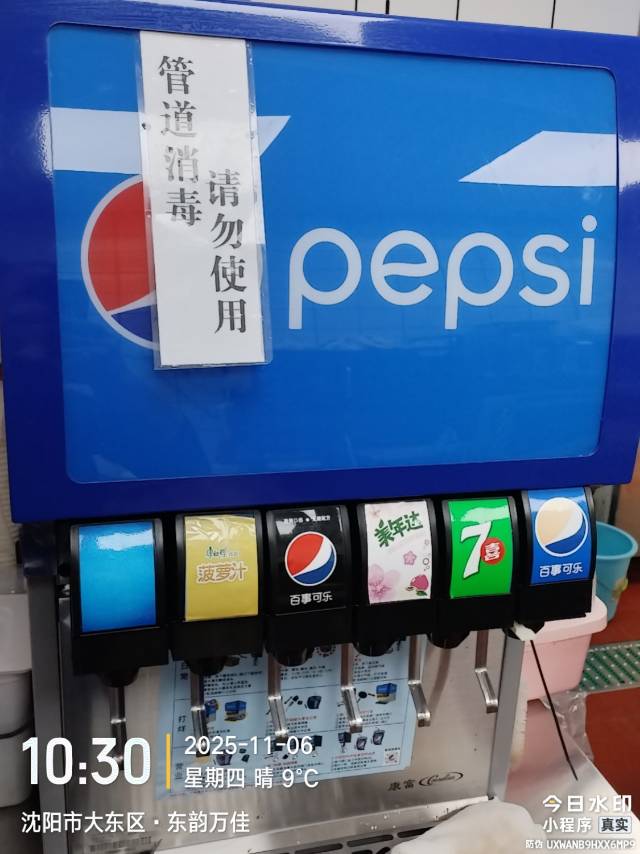 管道消毒
请勿使用
pepsi
菠萝汁
百事可乐
美年达
7喜
百事可乐
康富
10:30
2025-11-06
星期四 晴 9°C
沈阳市大东区·东韵万佳
今日水印
小程序 真实
防伪 UXWANB9HXX6MP9